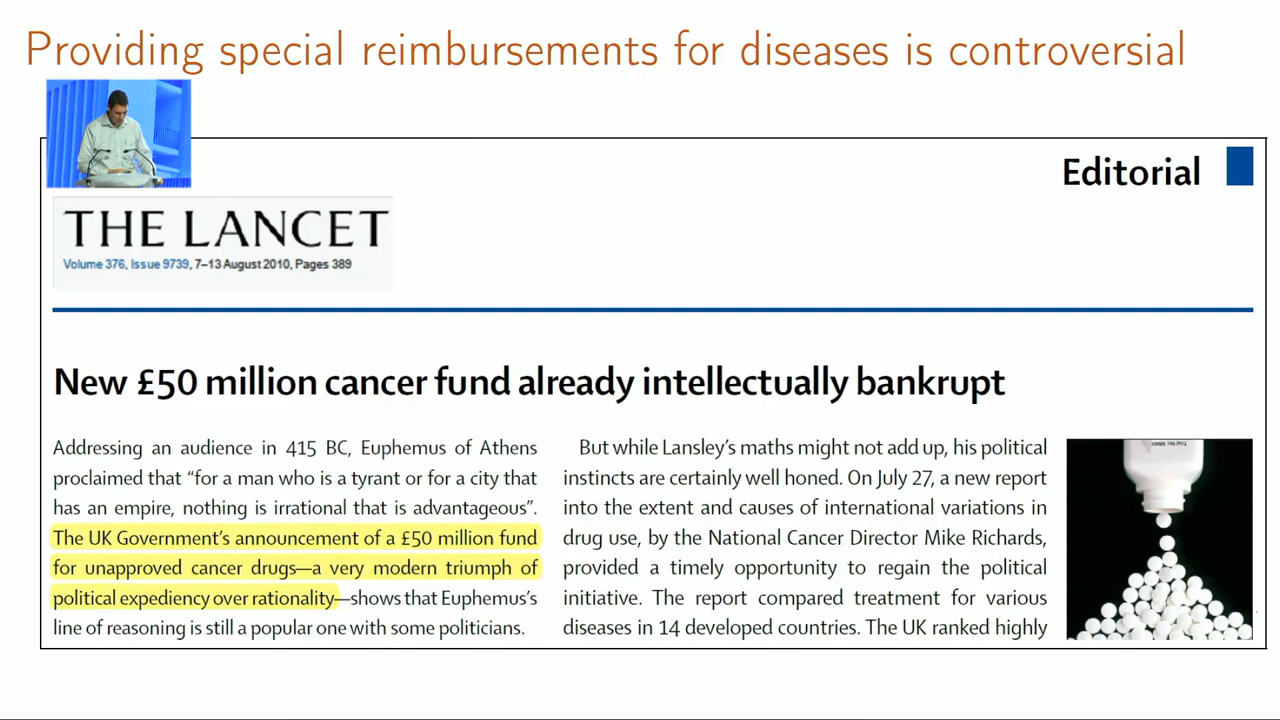 Providing special reimbursements for diseases is controversial
Editorial
THE LANCET
Volume 376, Issue 9739, 7–13 August 2010, Pages 389
New £50 million cancer fund already intellectually bankrupt
Addressing an audience in 415 BC, Euphemus of Athens
proclaimed that “for a man who is a tyrant or for a city that
has an empire, nothing is irrational that is advantageous”.
The UK Government’s announcement of a £50 million fund
for unapproved cancer drugs—a very modern triumph of
political expediency over rationality—shows that Euphemus’s
line of reasoning is still a popular one with some politicians.
But while Lansley’s maths might not add up, his political
instincts are certainly well honed. On July 27, a new report
into the extent and causes of international variations in
drug use, by the National Cancer Director Mike Richards,
provided a timely opportunity to regain the political
initiative. The report compared treatment for various
diseases in 14 developed countries. The UK ranked highly